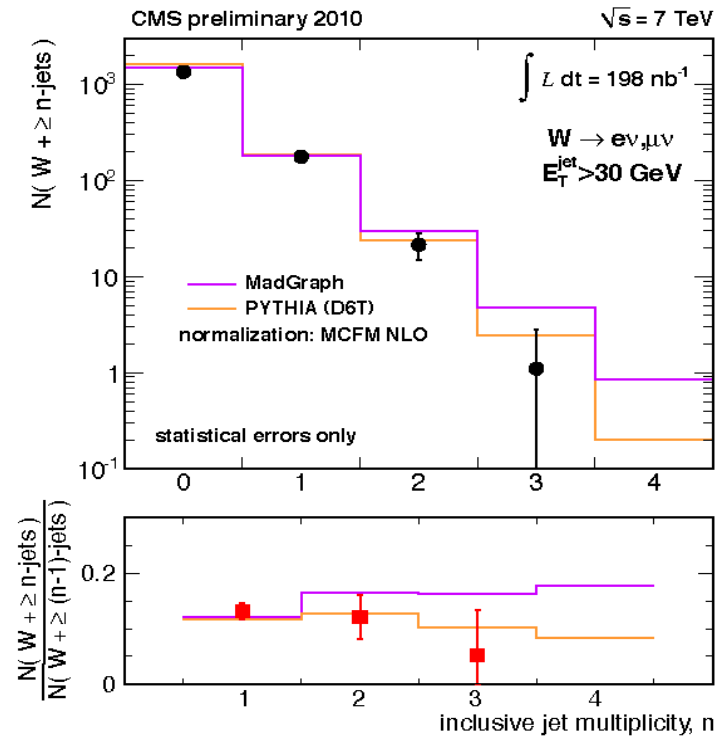 CMS preliminary 2010
√s = 7 TeV
N( W + ≥ n-jets )
10³
10²
10
1
10⁻¹
∫ L dt = 198 nb⁻¹
W → eν,μν
E_T^jet>30 GeV
MadGraph
PYTHIA (D6T)
normalization: MCFM NLO
statistical errors only
0 1 2 3 4
N( W + ≥ n-jets )
N( W + ≥ (n-1)-jets )
0.2
0
1 2 3 4
inclusive jet multiplicity, n